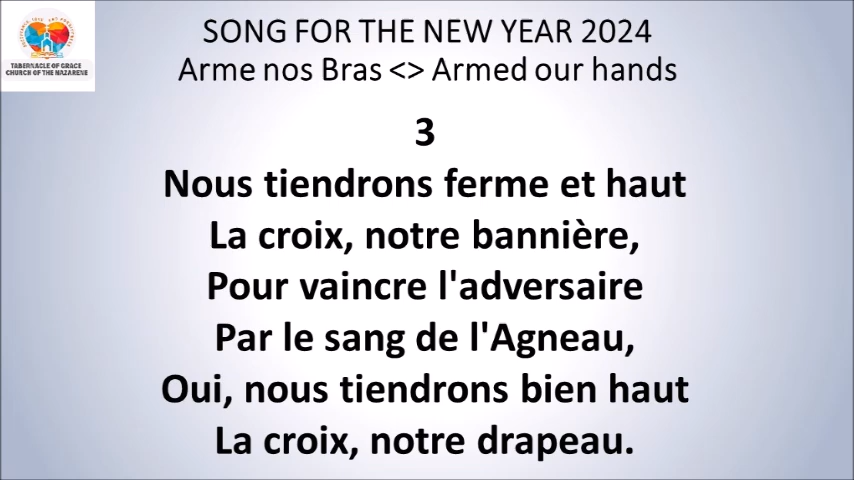 SONG FOR THE NEW YEAR 2024
Arme nos Bras <> Armed our hands
TABERNACLE OF GRACE
CHURCH OF THE NAZARENE
3
Nous tiendrons ferme et haut
La croix, notre bannière,
Pour vaincre l'adversaire
Par le sang de l'Agneau,
Oui, nous tiendrons bien haut
La croix, notre drapeau.